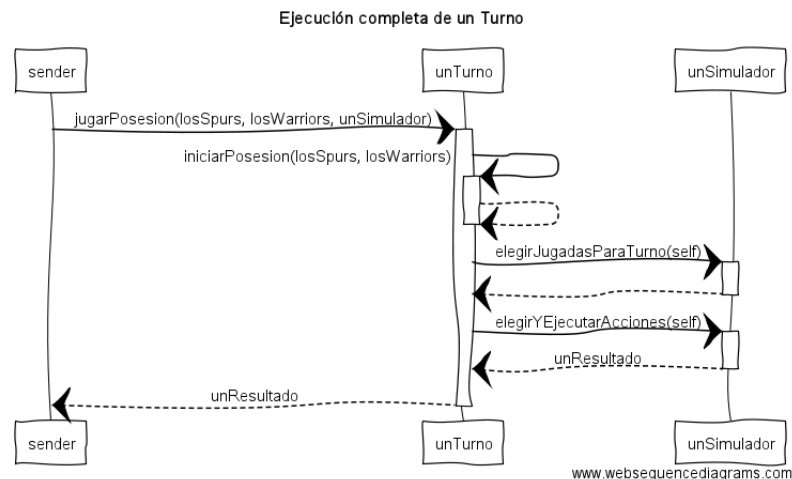 Ejecución completa de un Turno
sender
unTurno
unSimulador
jugarPosesion(losSpurs, losWarriors, unSimulador)
iniciarPosesion(losSpurs, losWarriors)
elegirJugadasParaTurno(self)
elegirYEjecutarAcciones(self)
unResultado
unResultado
sender
unTurno
unSimulador
www.websequencediagrams.com